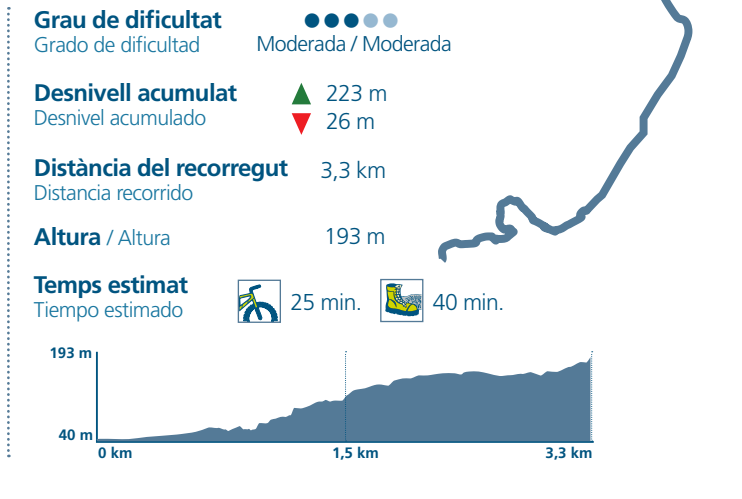 Grau de dificultat
Grado de dificultad
Moderada / Moderada
Desnivell acumulat
Desnivel acumulado
223 m
26 m
Distància del recorregut
Distancia recorrido
3,3 km
Altura / Altura
193 m
Temps estimat
Tiempo estimado
25 min.
40 min.
193 m
40 m
0 km
1,5 km
3,3 km